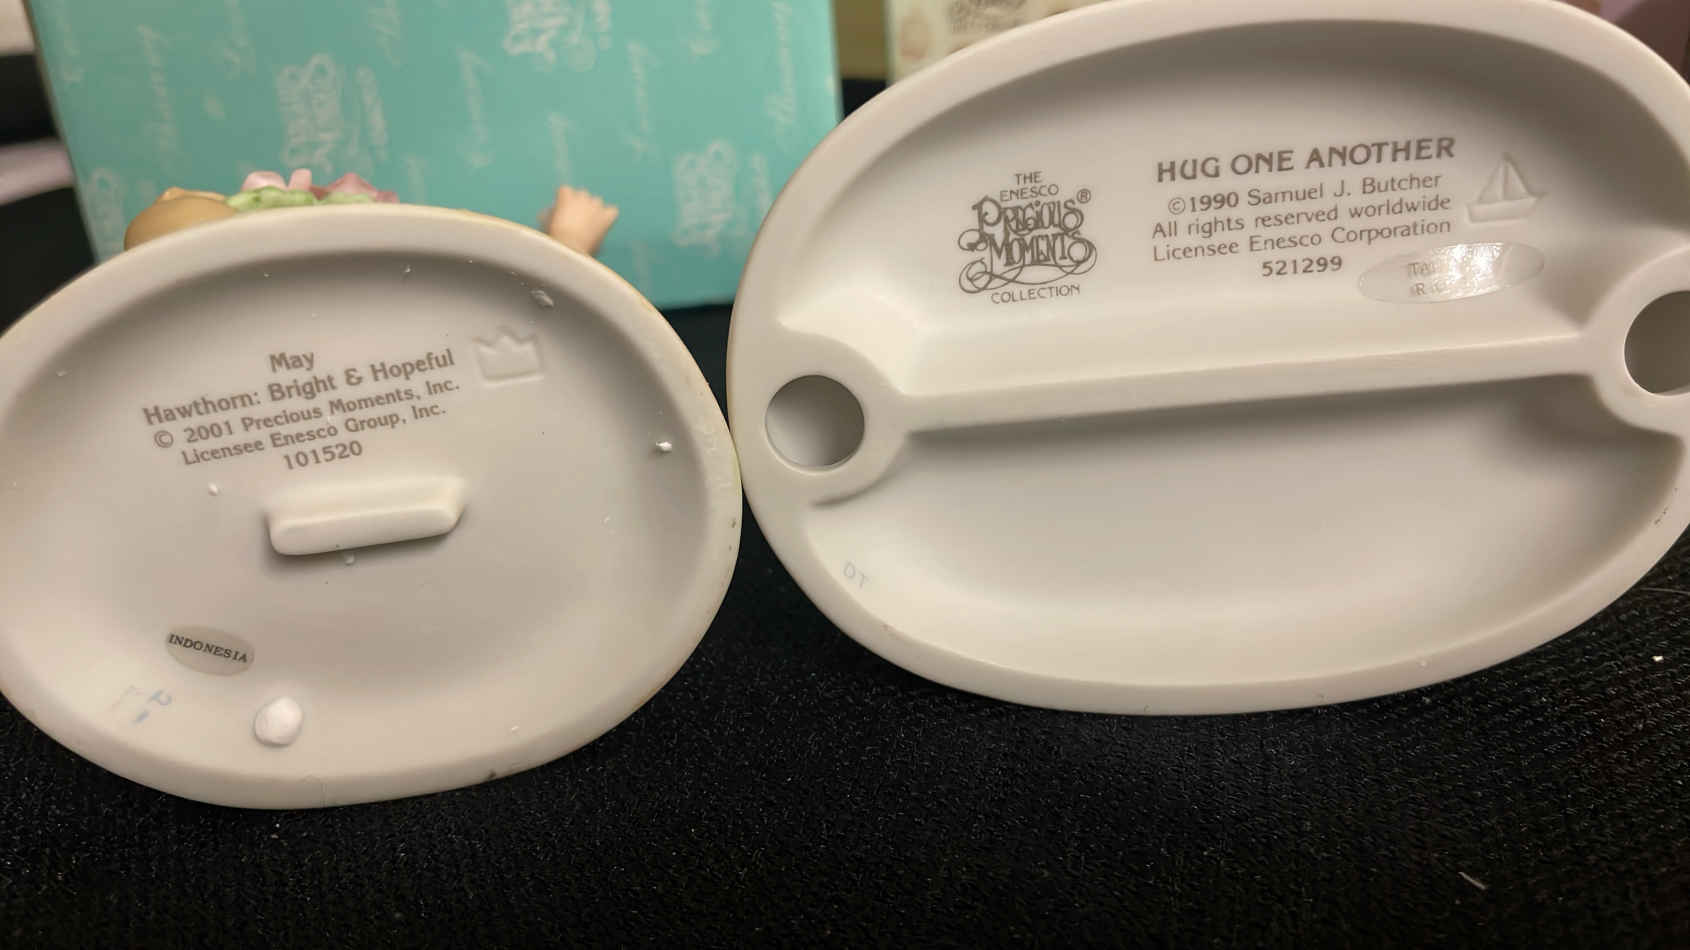 May
Hawthorn: Bright & Hopeful
© 2001 Precious Moments, Inc.
Licensee Enesco Group, Inc.
101520
INDONESIA
THE
ENESCO
PRECIOUS®
MOMENTS
COLLECTION
HUG ONE ANOTHER
©1990 Samuel J. Butcher
All rights reserved worldwide
Licensee Enesco Corporation
521299
DT